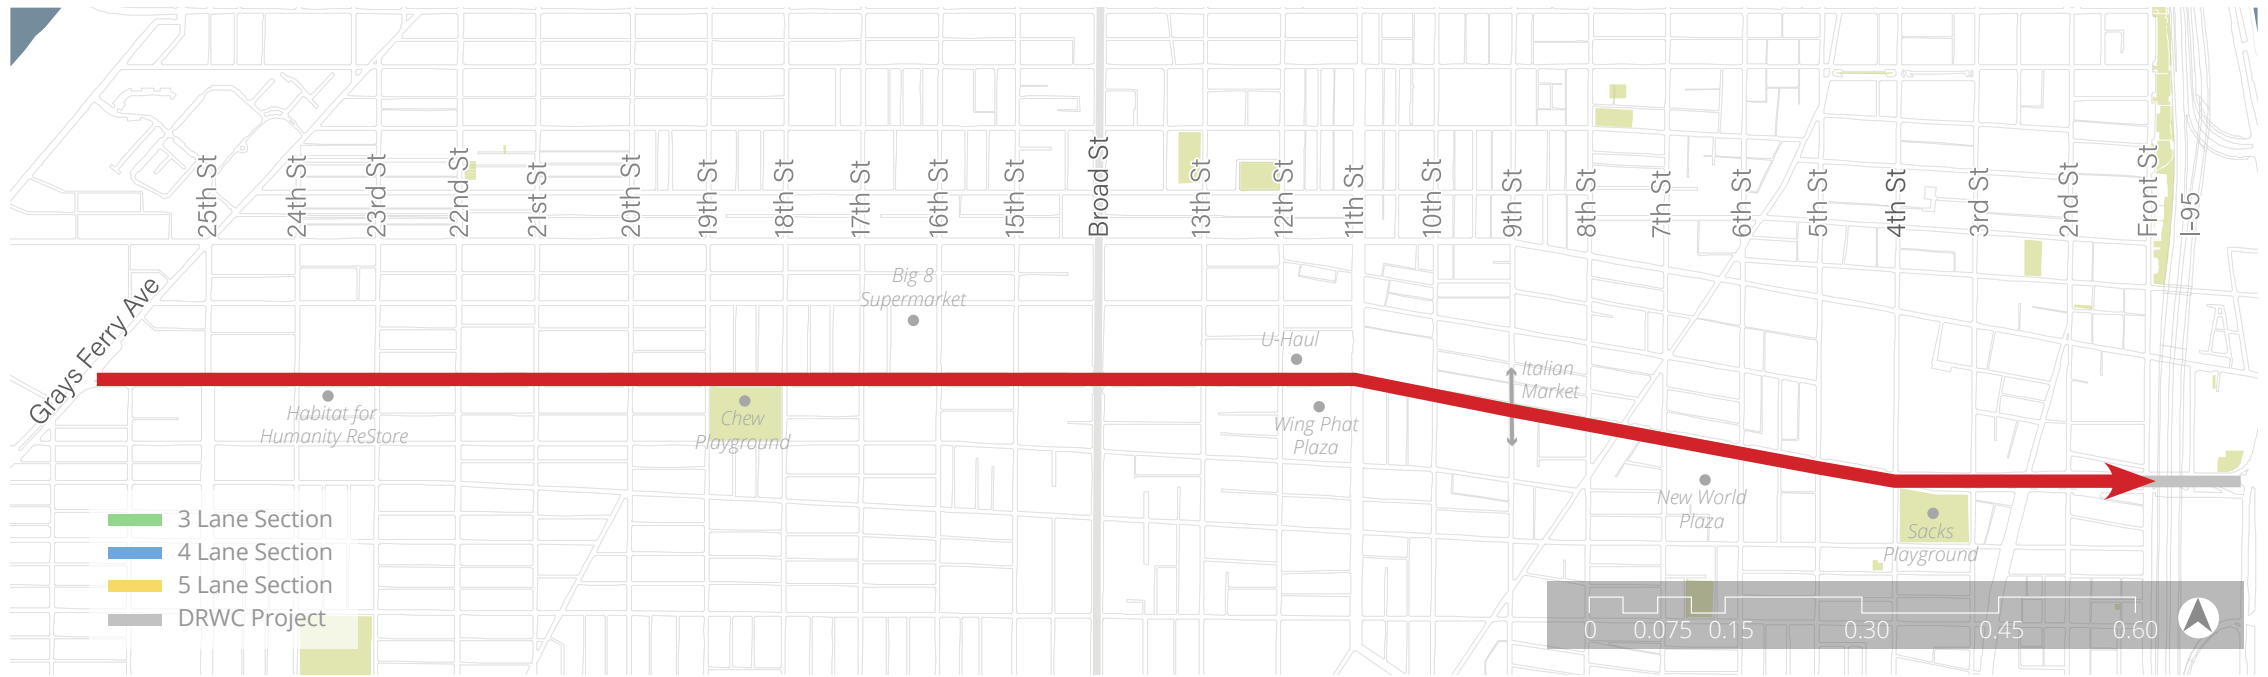 25th St
24th St
23rd St
22nd St
21st St
20th St
19th St
18th St
17th St
16th St
15th St
Broad St
13th St
12th St
11th St
10th St
9th St
8th St
7th St
6th St
5th St
4th St
3rd St
2nd St
Front St
I-95
Grays Ferry Ave
Big 8
Supermarket
U-Haul
Italian
Market
Habitat for
Humanity ReStore
Chew
Playground
Wing Phat
Plaza
New World
Plaza
Sacks
Playground
3 Lane Section
4 Lane Section
5 Lane Section
DRWC Project
0 0.075 0.15 0.30 0.45 0.60